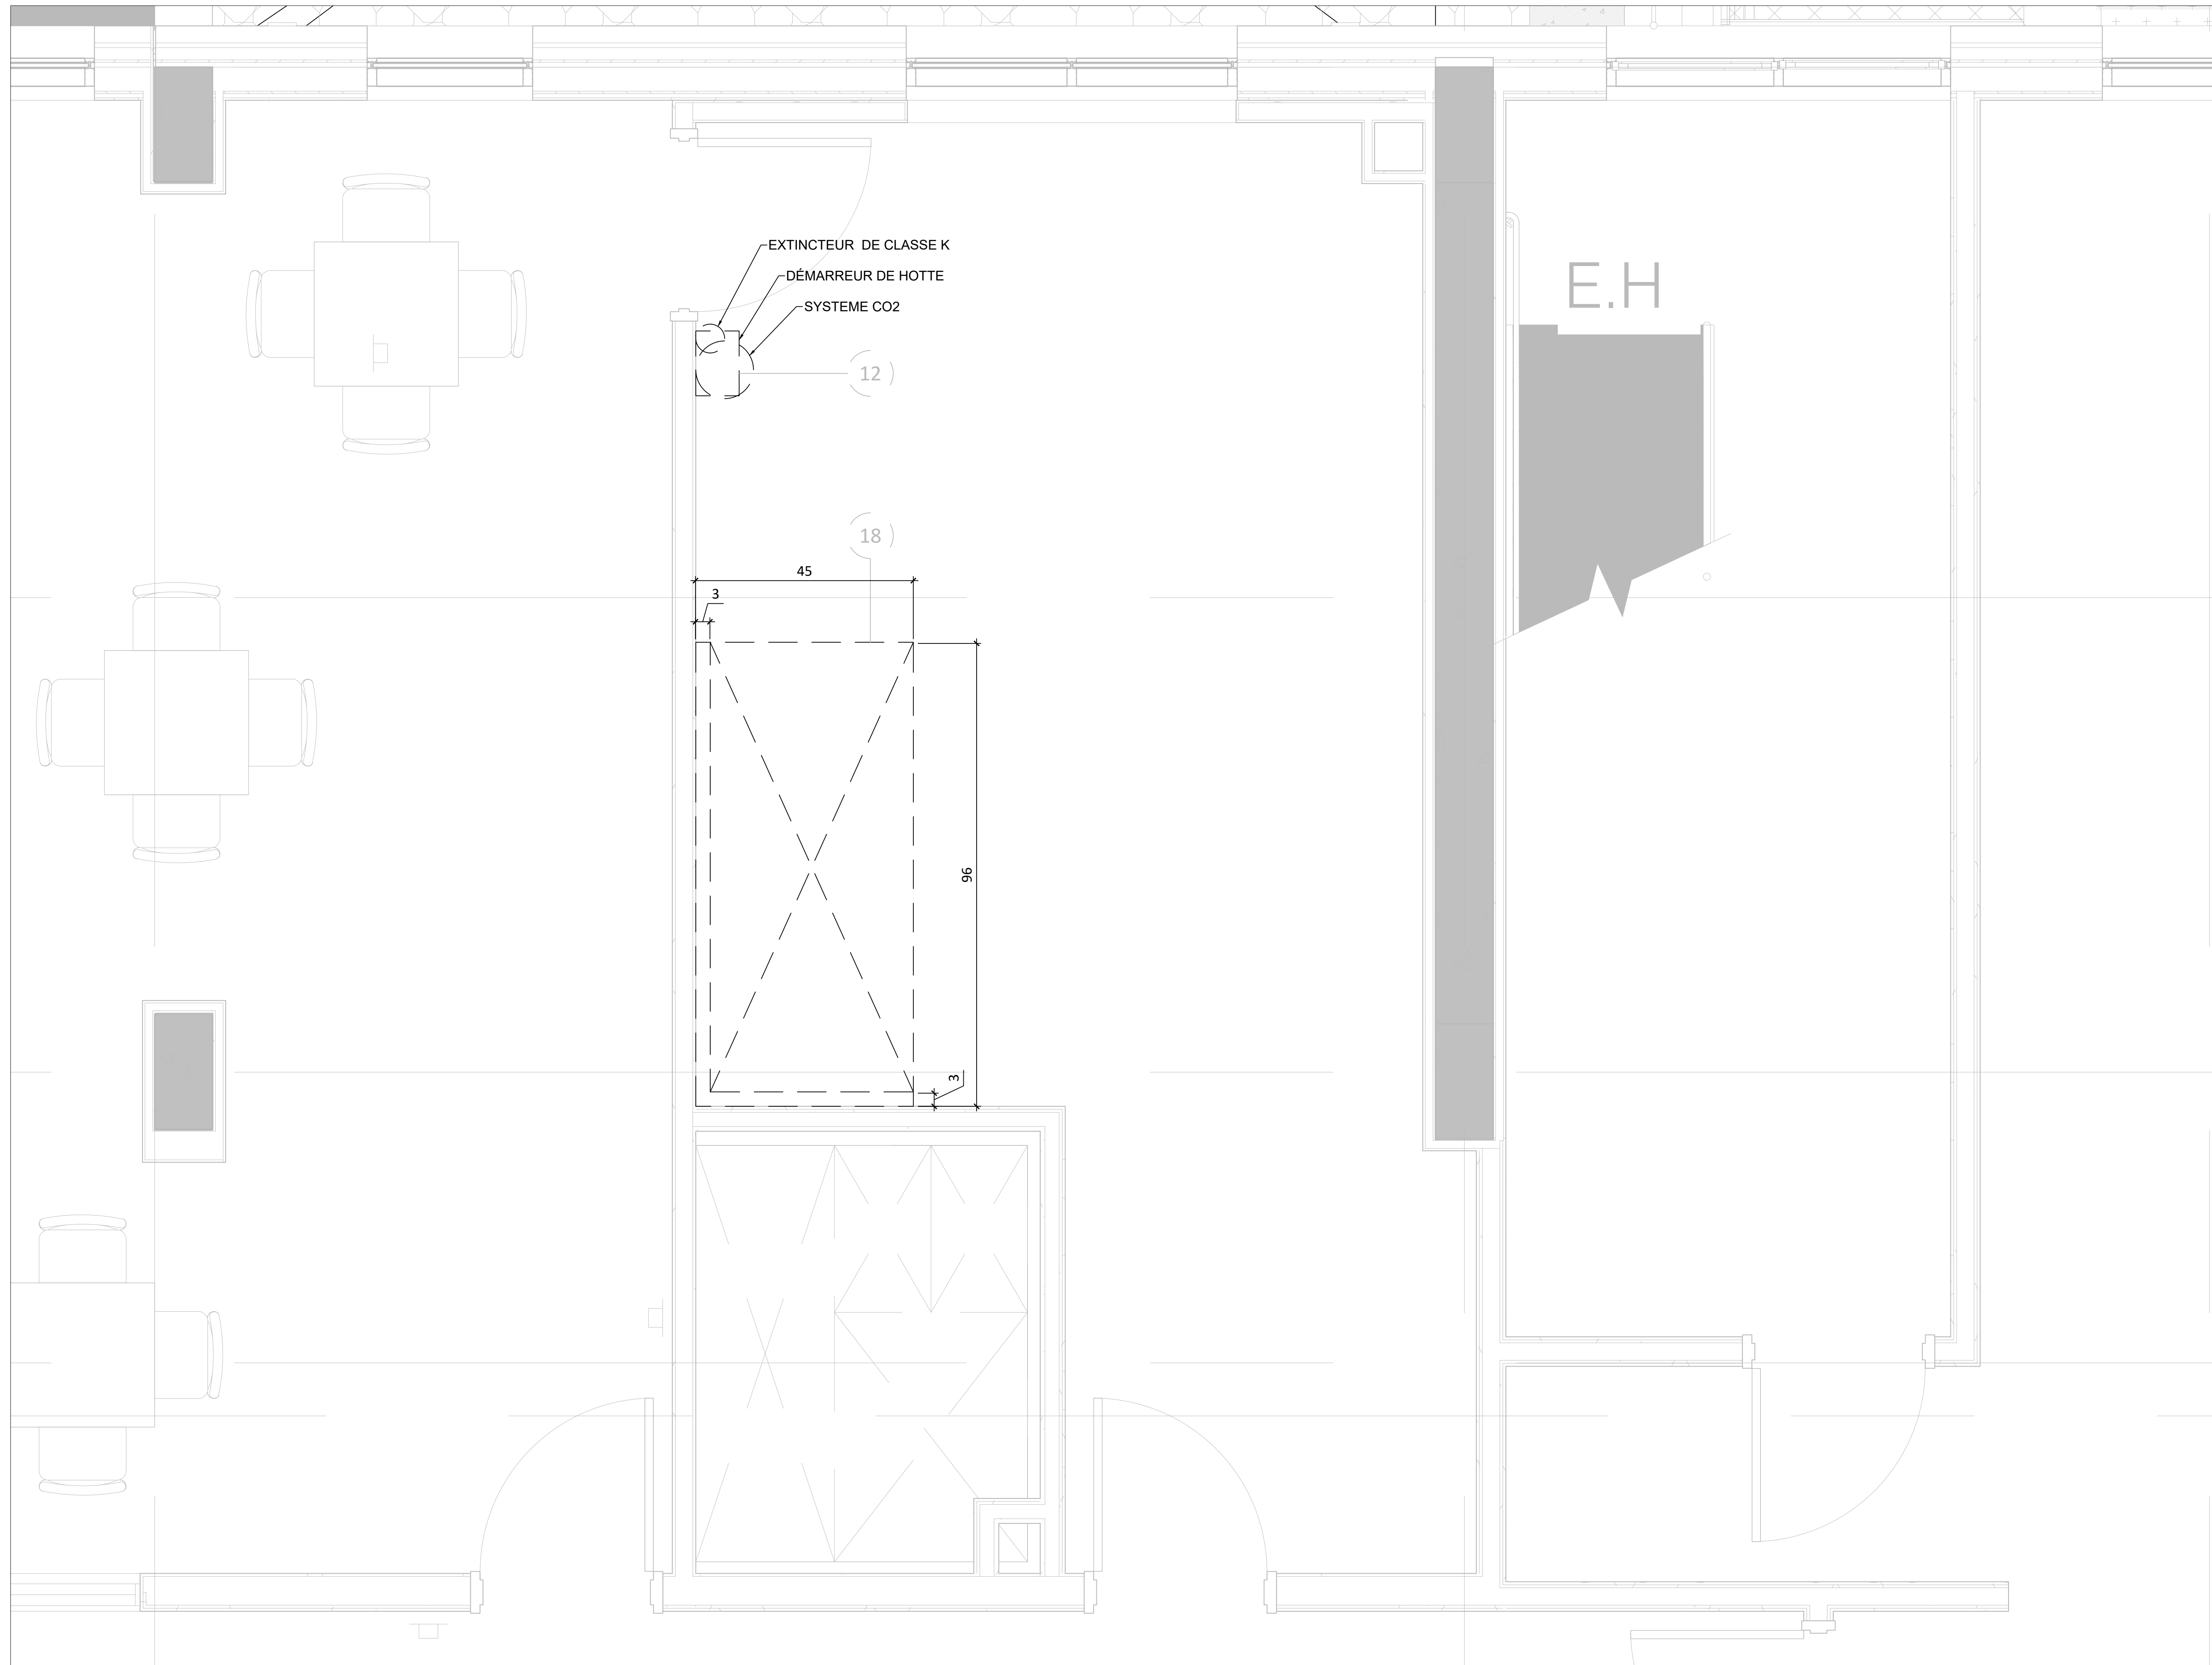 EXTINCTEUR DE CLASSE K
DÉMARREUR DE HOTTE
SYSTEME CO2
E.H
12
18
45
3
96
3